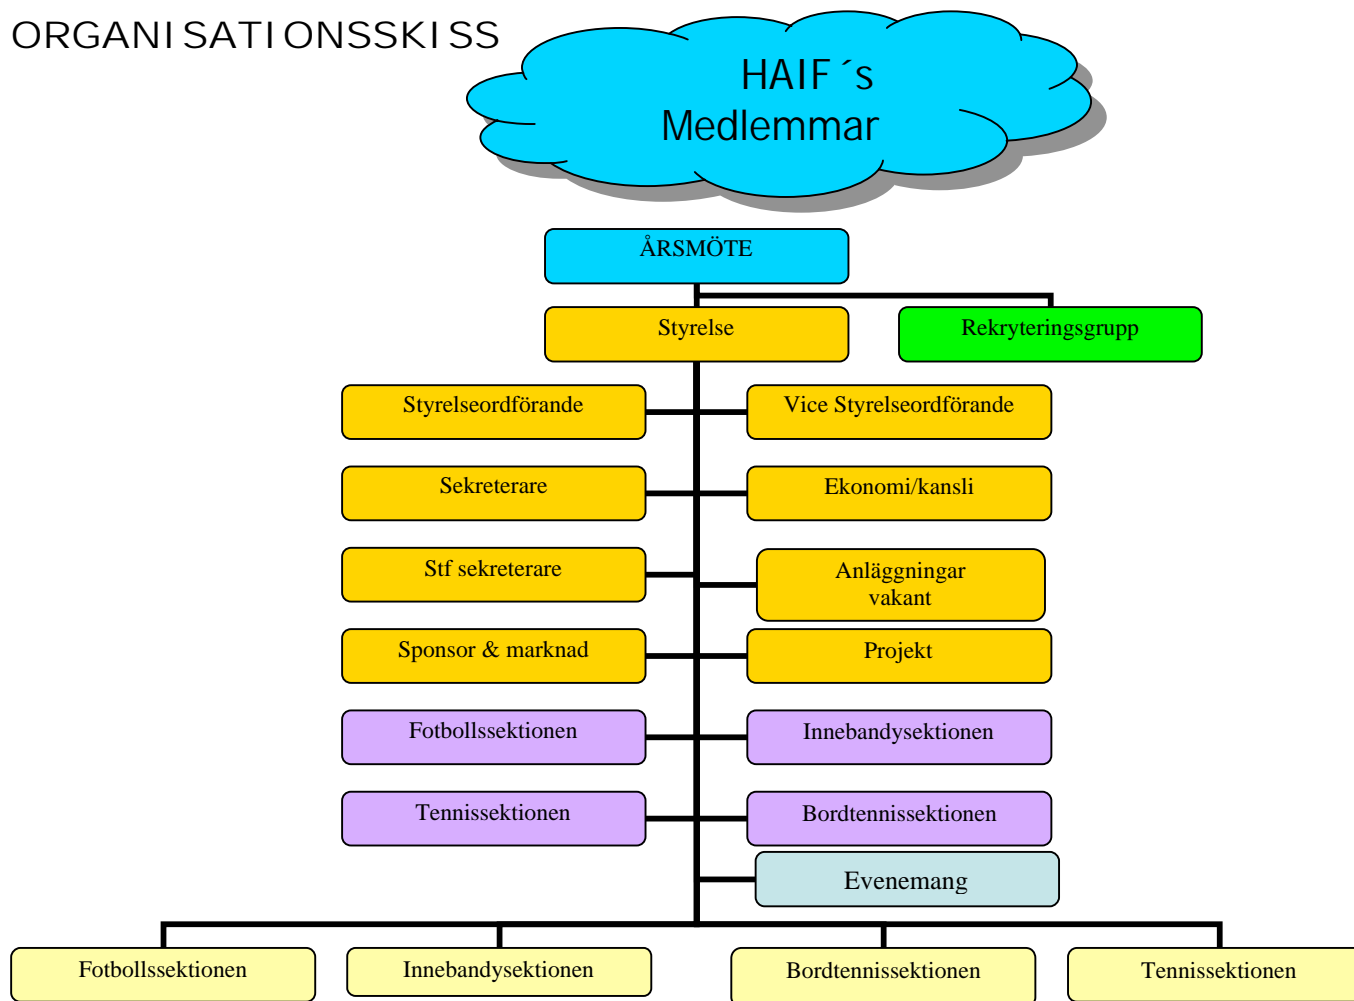 ORGANISATIONSSKISS
HAIF´s
Medlemmar
ÅRSMÖTE
Styrelse
Rekryteringsgrupp
Styrelseordförande
Vice Styrelseordförande
Sekreterare
Ekonomi/kansli
Stf sekreterare
Anläggningar
vakant
Sponsor & marknad
Projekt
Fotbollssektionen
Innebandysektionen
Tennissektionen
Bordtennissektionen
Evenemang
Fotbollssektionen
Innebandysektionen
Bordtennissektionen
Tennissektionen